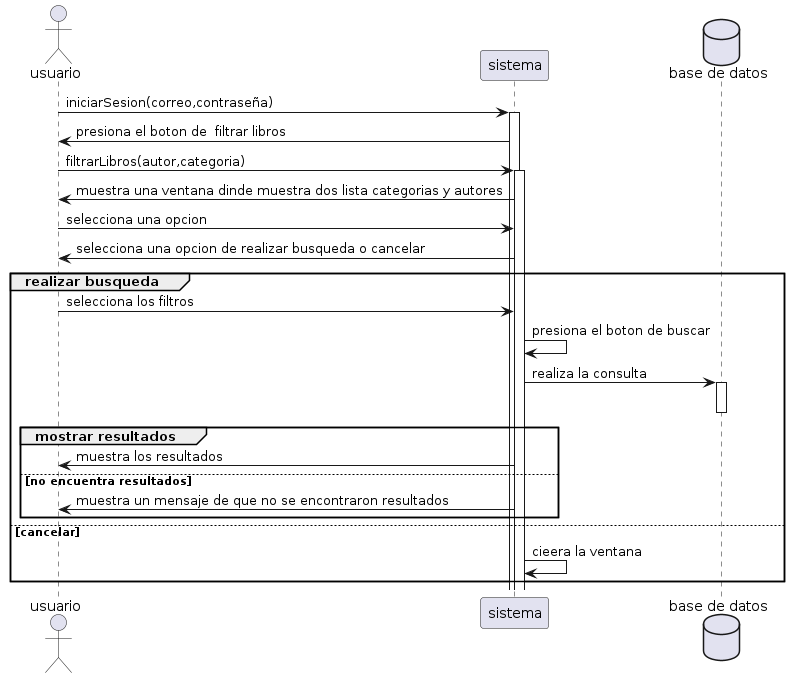 usuario
sistema
base de datos
iniciarSesion(correo,contraseña)
presiona el boton de  filtrar libros
filtrarLibros(autor,categoria)
muestra una ventana dinde muestra dos lista categorias y autores
selecciona una opcion
selecciona una opcion de realizar busqueda o cancelar
realizar busqueda
selecciona los filtros
presiona el boton de buscar
realiza la consulta
mostrar resultados
muestra los resultados
[no encuentra resultados]
muestra un mensaje de que no se encontraron resultados
[cancelar]
cieera la ventana
usuario
sistema
base de datos